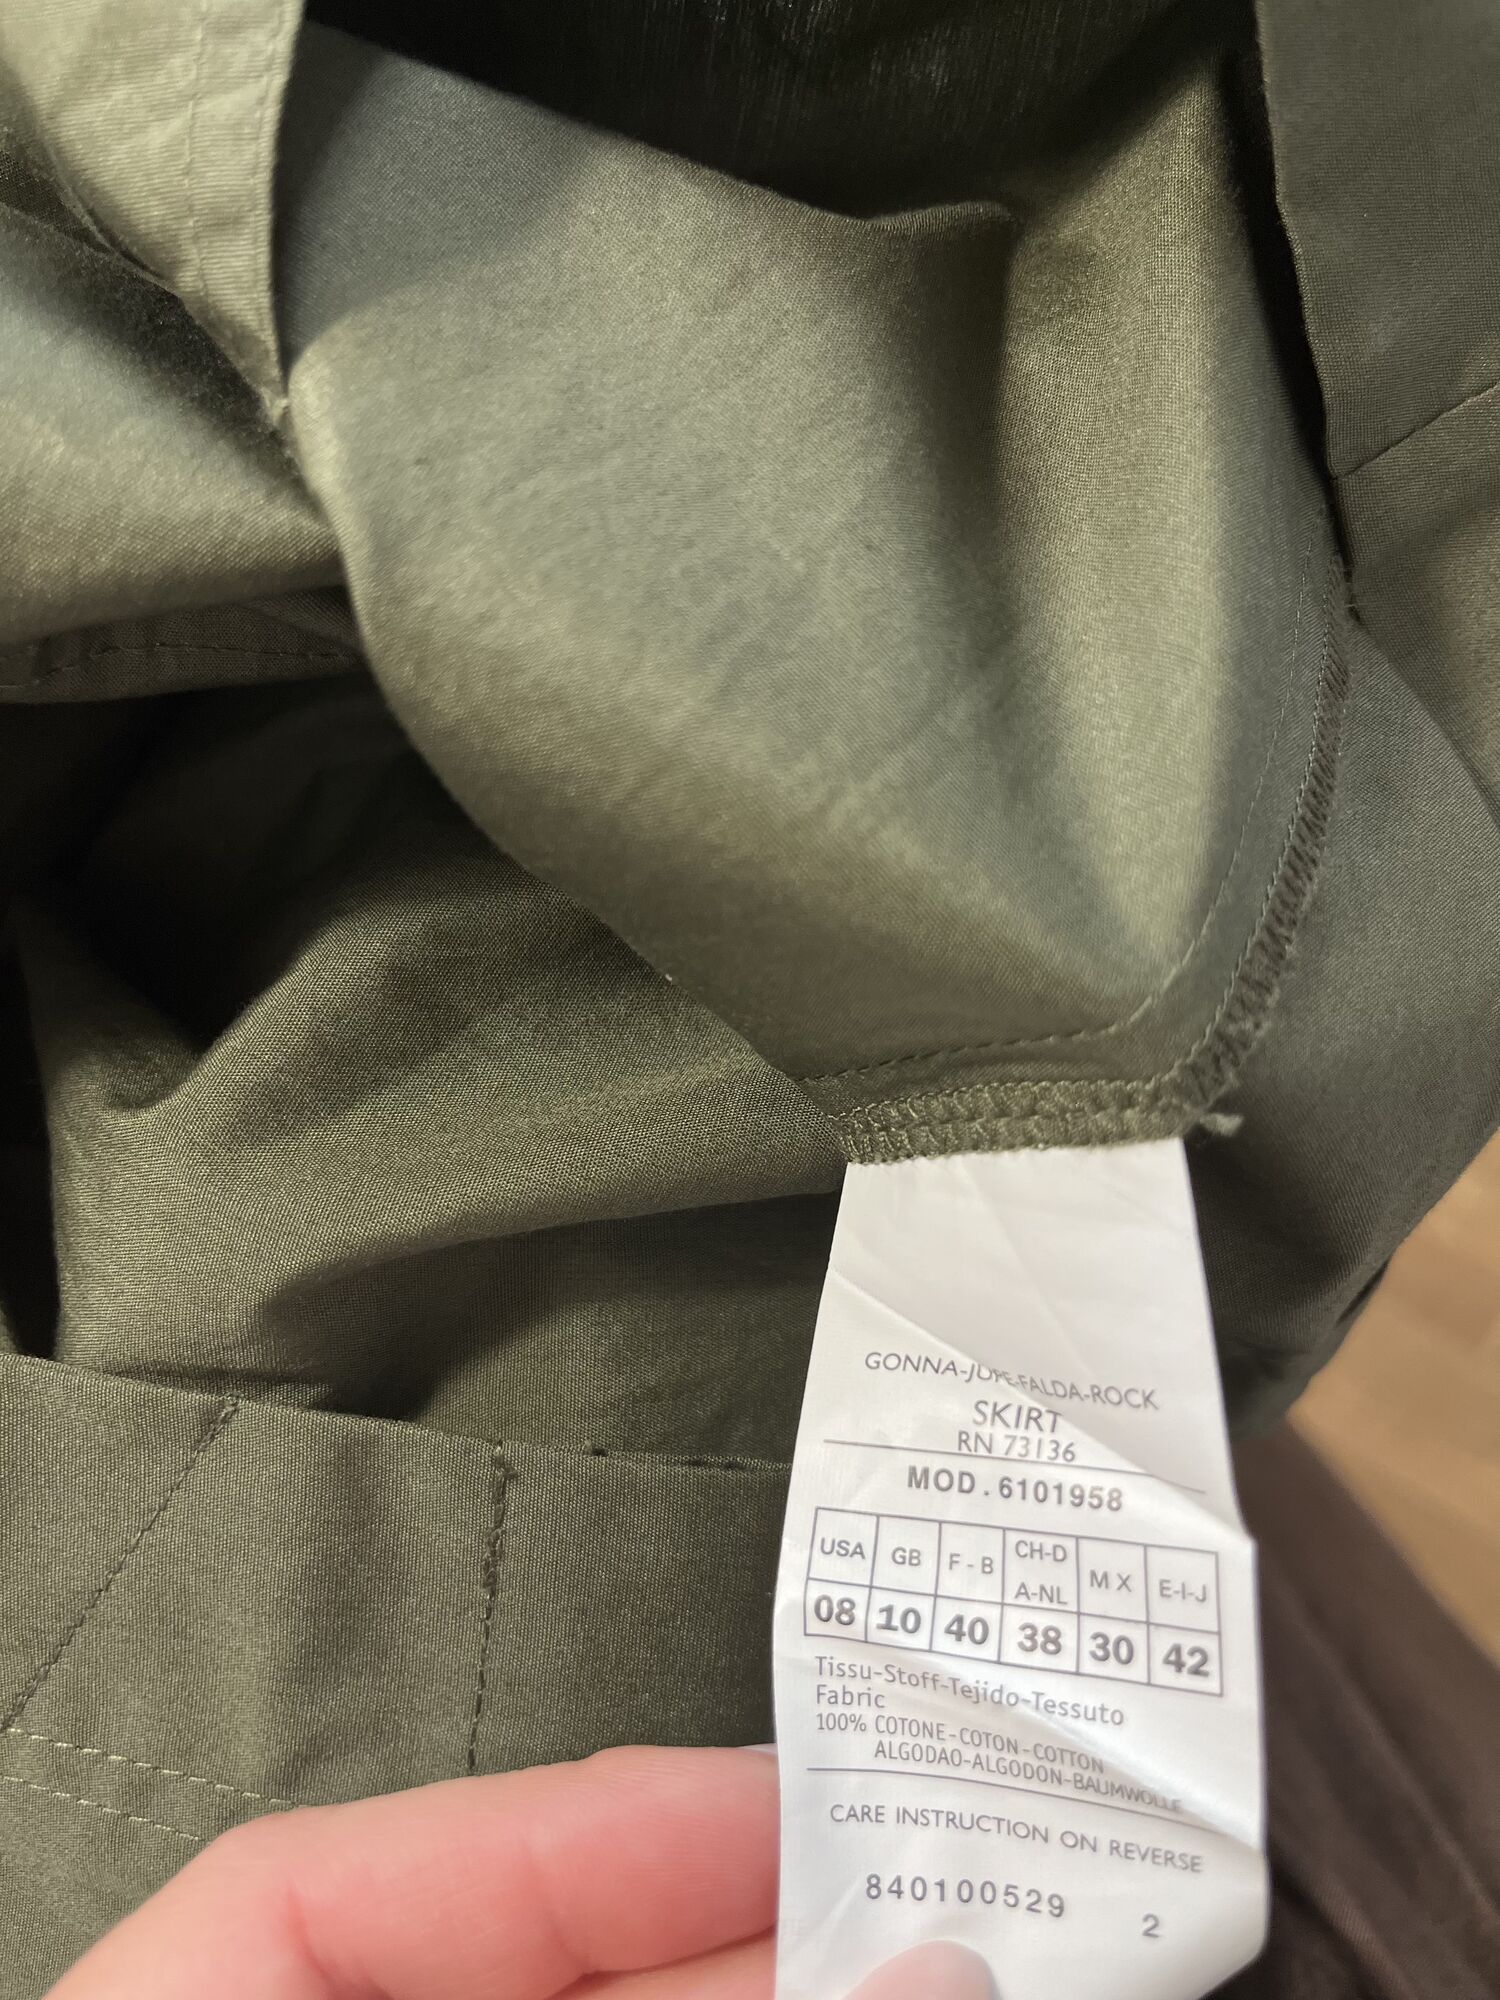 GONNA-JUPE-FALDA-ROCK
SKIRT
RN 73136
MOD.6101958
USA GB F-B CH-D A-NL MX E-I-J
08 10 40 38 30 42
Tissu-Stoff-Tejido-Tessuto
Fabric
100% COTONE-COTON-COTTON
ALGODAO-ALGODON-BAUMWOLLE
CARE INSTRUCTION ON REVERSE
840100529 2